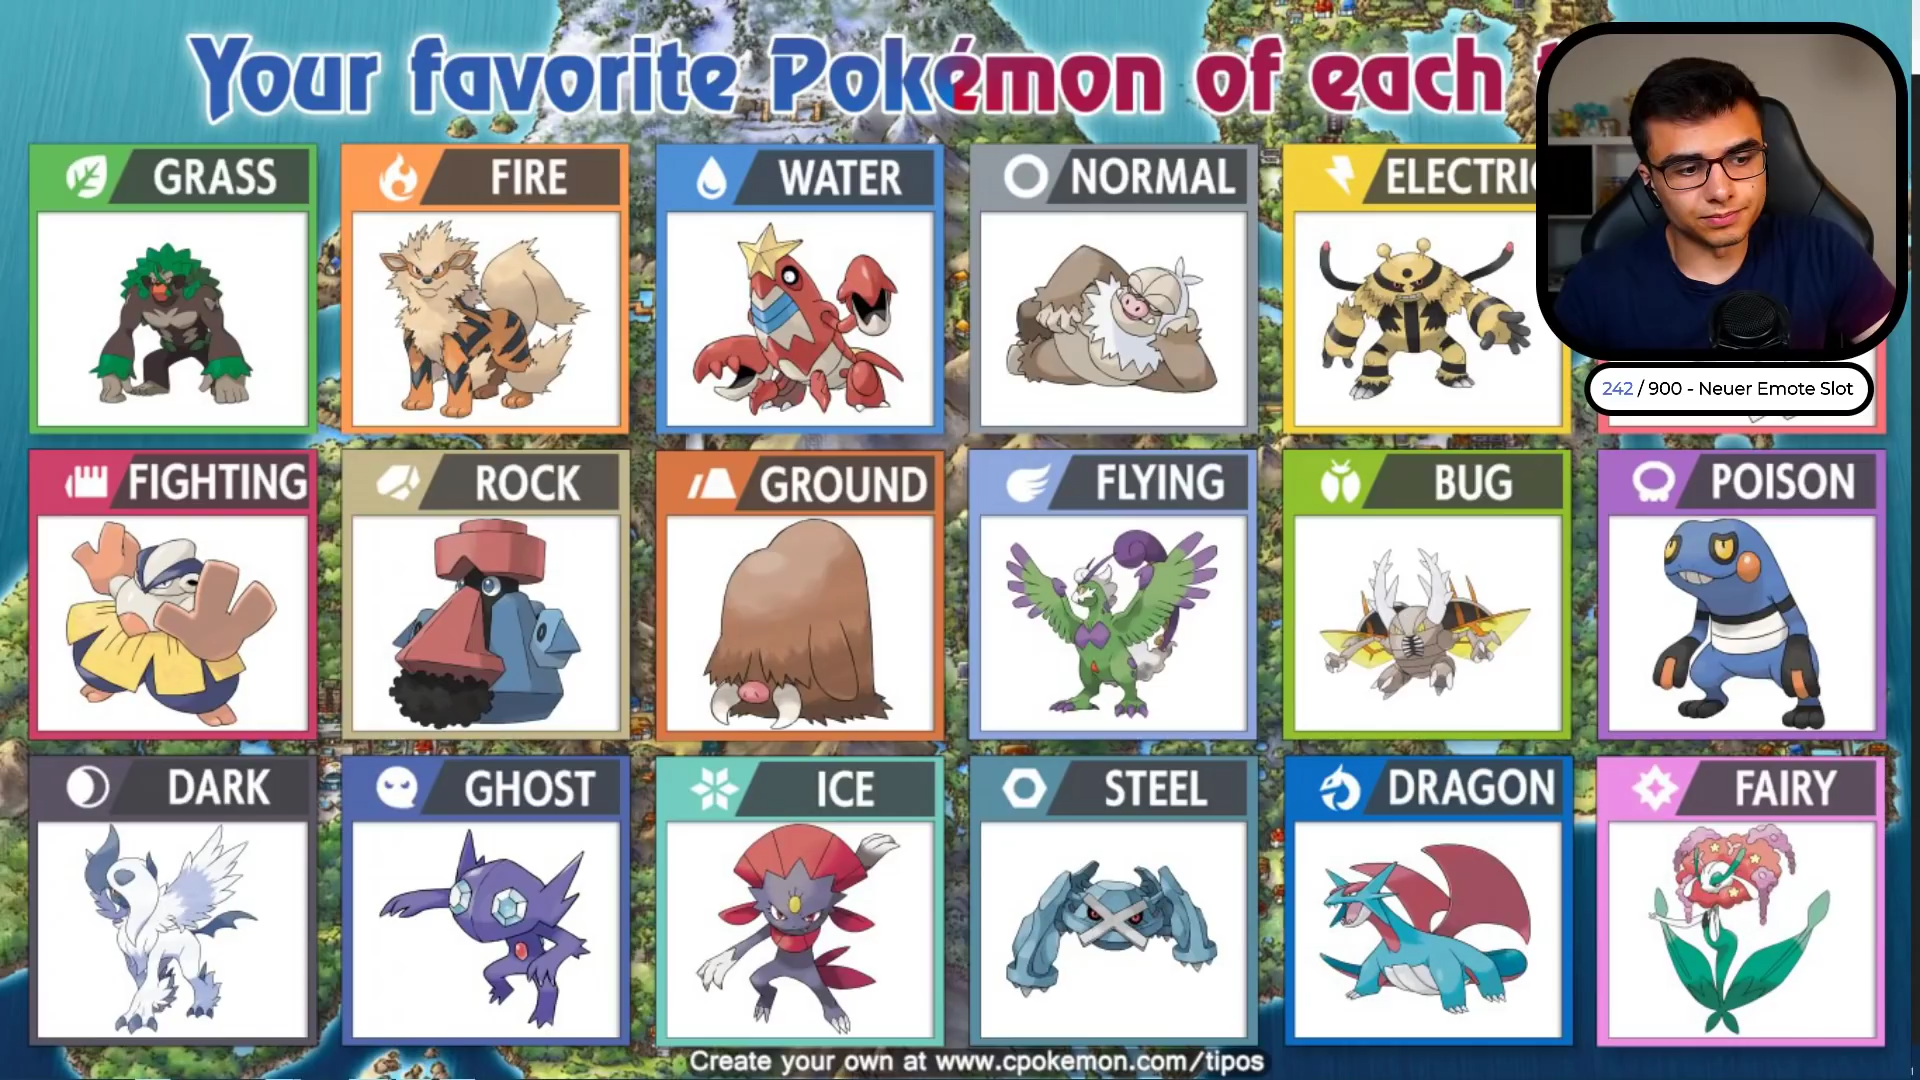 Your favorite Pokémon of each
GRASS
FIRE
WATER
NORMAL
ELECTRIC
242 / 900 - Neuer Emote Slot
FIGHTING
ROCK
GROUND
FLYING
BUG
POISON
DARK
GHOST
ICE
STEEL
DRAGON
FAIRY
Create your own at www.cpokemon.com/tipos